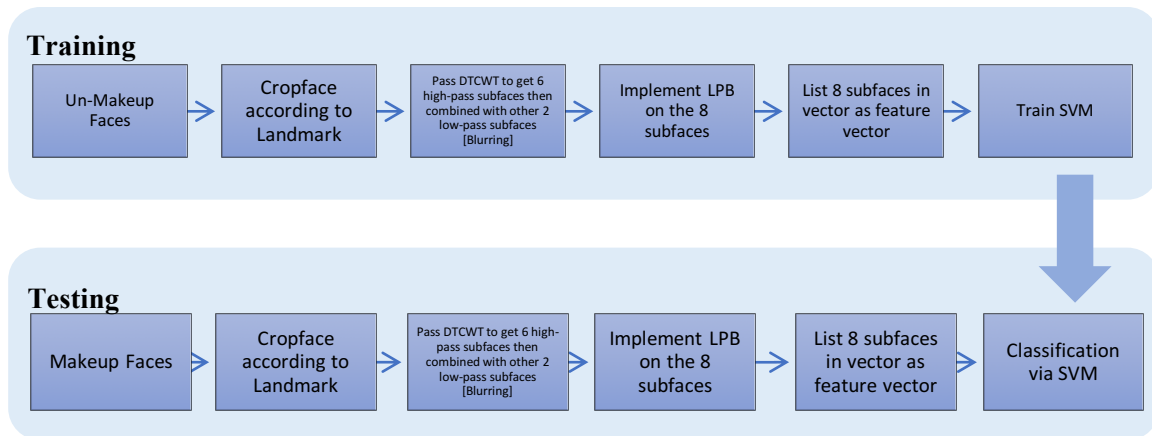 Training
Un-Makeup
Faces
Cropface
according to
Landmark
Pass DTCWT to get 6
high-pass subfaces then
combined with other 2
low-pass subfaces
[Blurring]
Implement LPB
on the 8
subfaces
List 8 subfaces in
vector as feature
vector
Train SVM
Testing
Makeup Faces
Cropface
according to
Landmark
Pass DTCWT to get 6 high-
pass subfaces then
combined with other 2
low-pass subfaces
[Blurring]
Implement LPB
on the 8
subfaces
List 8 subfaces
in vector as
feature vector
Classification
via SVM